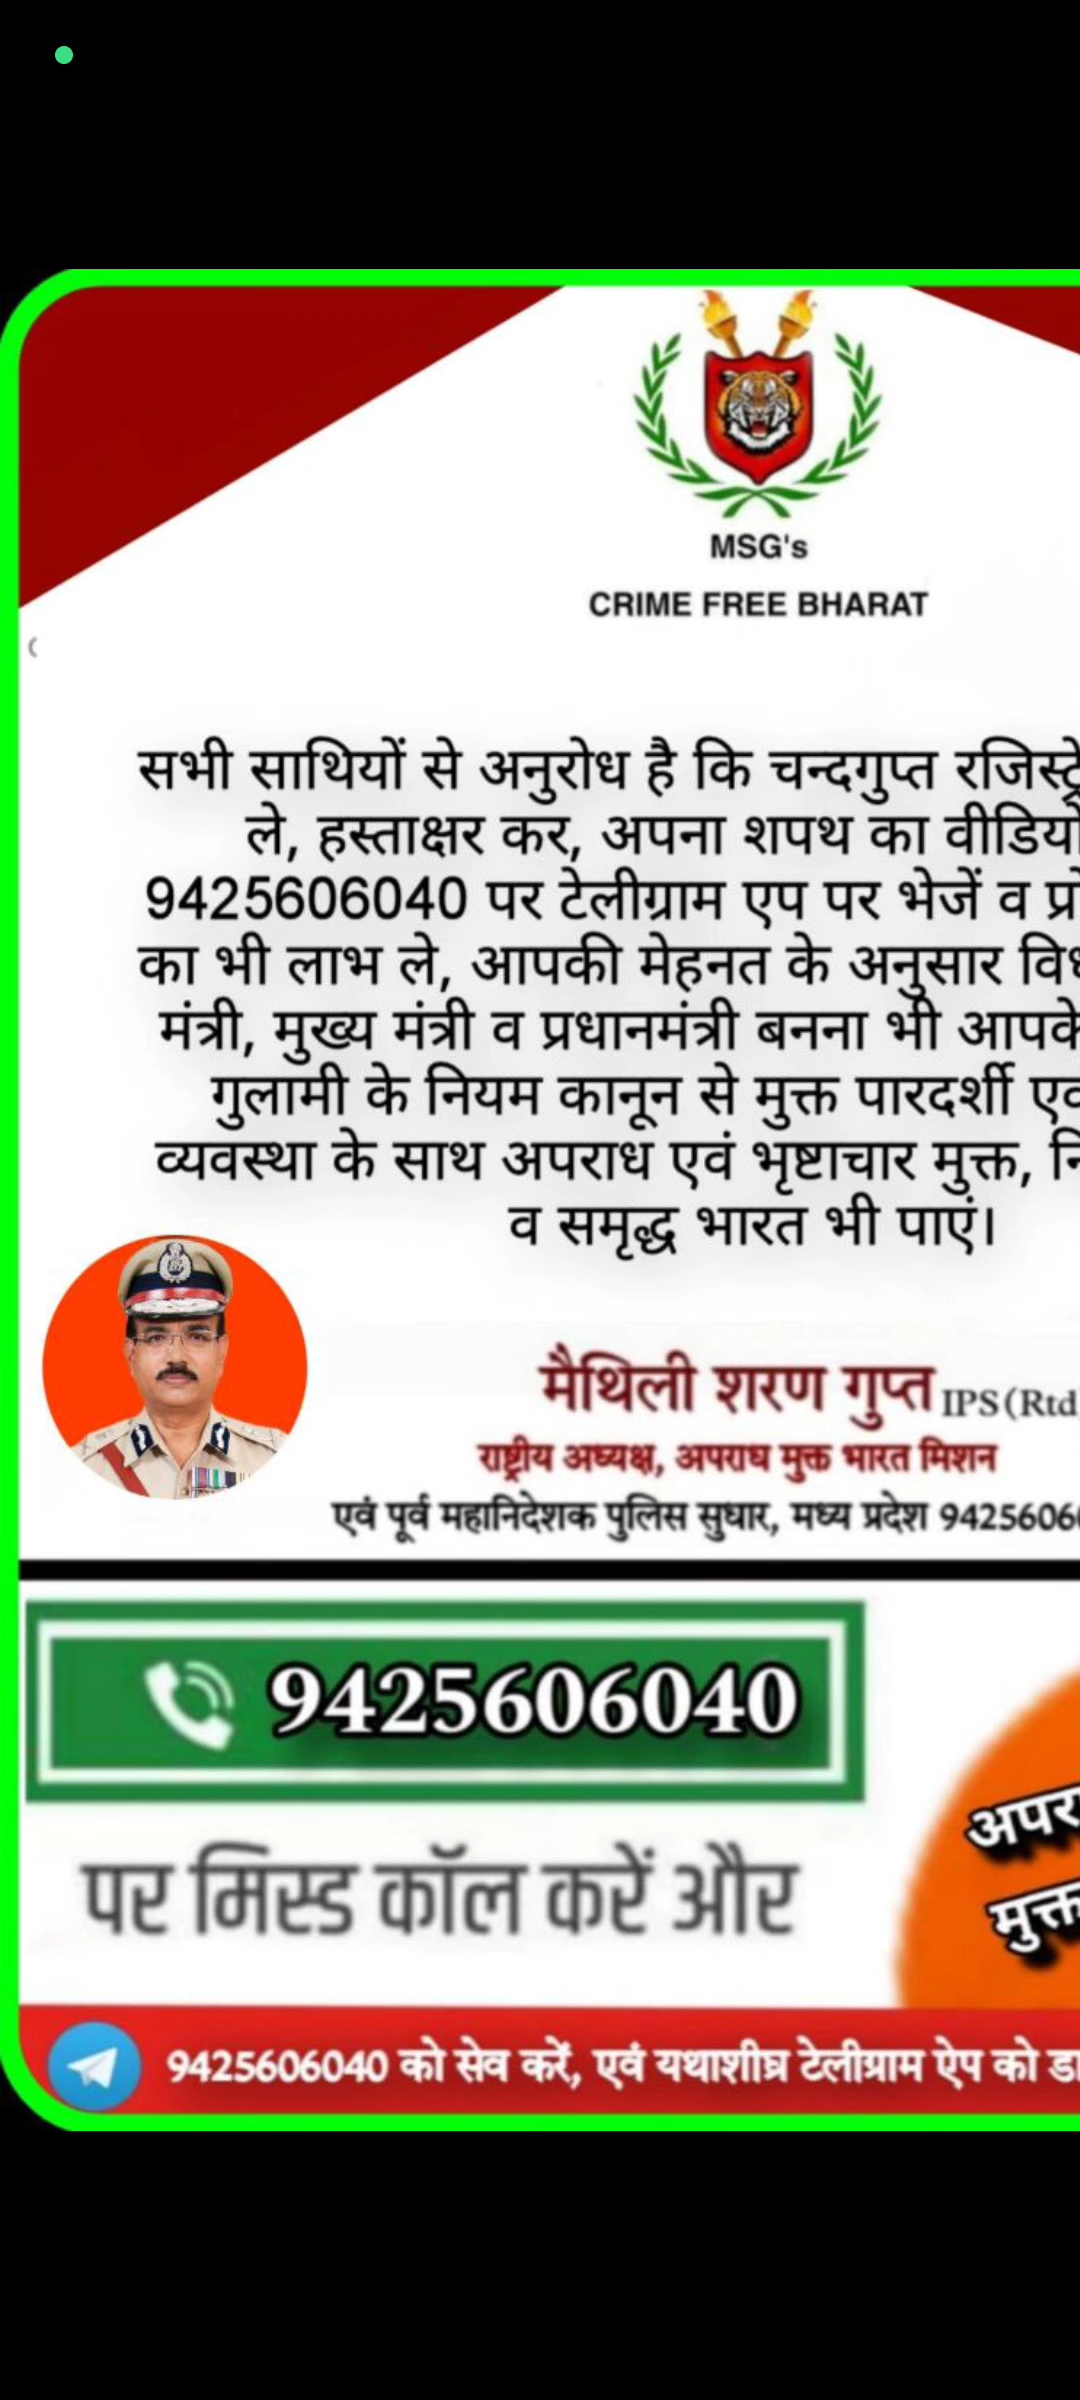 MSG's
CRIME FREE BHARAT
सभी साथियों से अनुरोध है कि चन्दगुप्त
ले, हस्ताक्षर कर, अपना शपथ का वीडियो
9425606040 पर टेलीग्राम एप पर भेजें व
का भी लाभ ले, आपकी मेहनत के अनुसार
मंत्री, मुख्य मंत्री व प्रधानमंत्री बनना भी आपके
गुलामी के नियम कानून से मुक्त पारदर्शी
व्यवस्था के साथ अपराध एवं भृष्टाचार मुक्त,
व समृद्ध भारत भी पाएं।
मैथिली शरण गुप्त IPS (Rtd
राष्ट्रीय अध्यक्ष, अपराध मुक्त भारत मिशन
एवं पूर्व महानिदेशक पुलिस सुधार, मध्य प्रदेश
9425606040
पर मिस्ड कॉल करें और
9425606040 को सेव करें, एवं यथाशीघ्र टेलीग्राम ऐप को